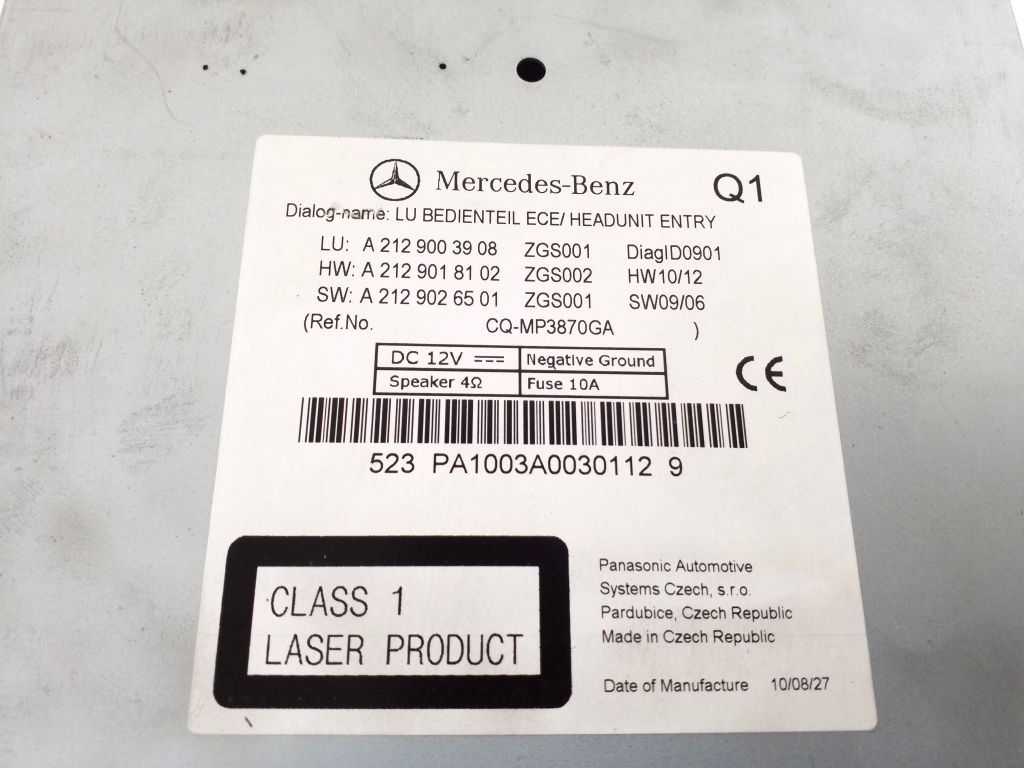 Mercedes-Benz
Q1
Dialog-name: LU BEDIENTEIL ECE/ HEADUNIT ENTRY
LU: A 212 900 39 08 ZGS001 DiagID0901
HW: A 212 901 81 02 ZGS002 HW10/12
SW: A 212 902 65 01 ZGS001 SW09/06
(Ref.No. CQ-MP3870GA )
DC 12V ⎓ Negative Ground
Speaker 4Ω Fuse 10A
CE
523 PA1003A0030112 9
CLASS 1
LASER PRODUCT
Panasonic Automotive
Systems Czech, s.r.o.
Pardubice, Czech Republic
Made in Czech Republic
Date of Manufacture 10/08/27